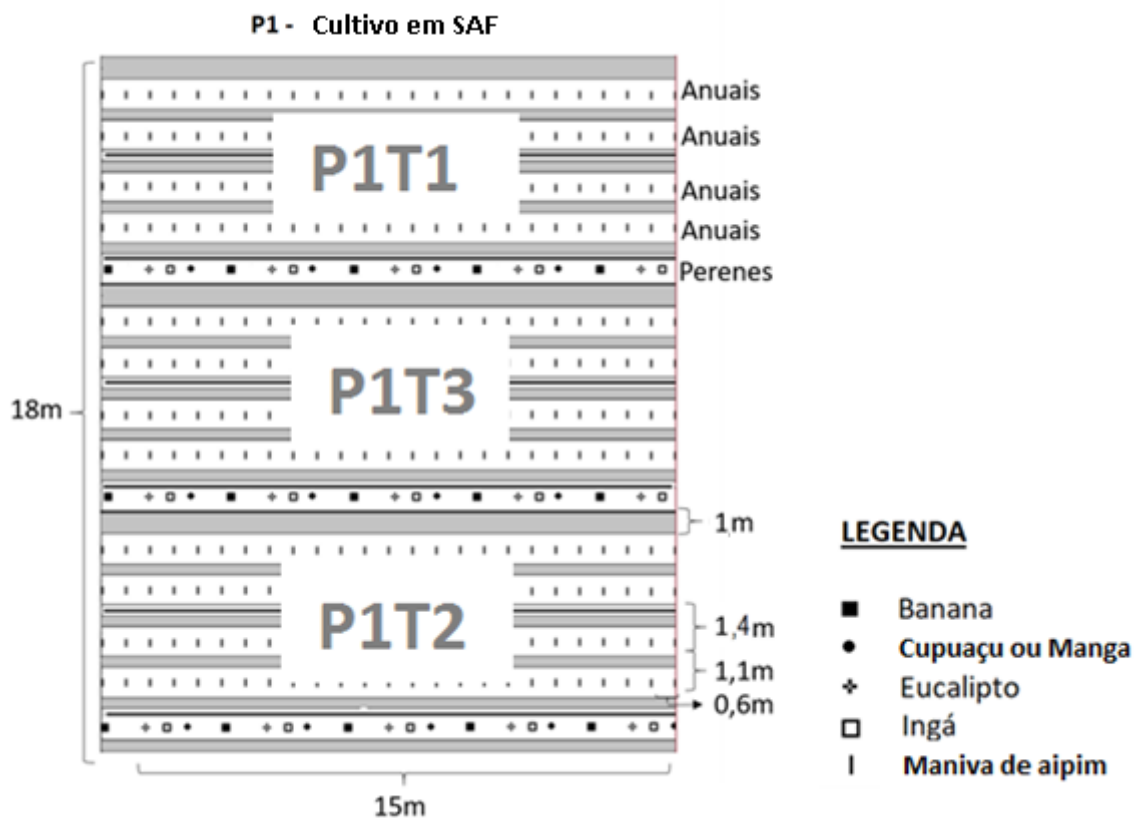 P1 - Cultivo em SAF
Anuais
Anuais
P1T1
Anuais
Anuais
Perenes
P1T3
18m
1m
LEGENDA
Banana
Cupuaçu ou Manga
Eucalipto
Ingá
Maniva de aipim
P1T2
1,4m
1,1m
0,6m
15m